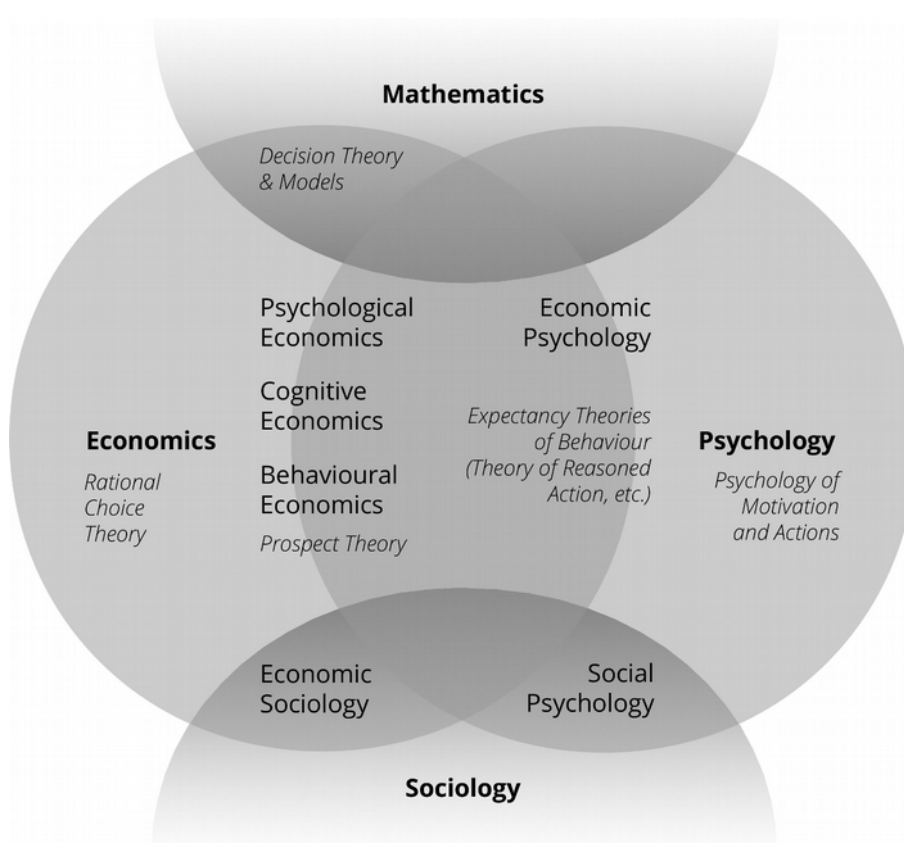 Mathematics
Decision Theory
& Models
Psychological
Economics
Economic
Psychology
Cognitive
Economics
Expectancy Theories
of Behaviour
(Theory of Reasoned
Action, etc.)
Economics
Rational
Choice
Theory
Behavioural
Economics
Prospect Theory
Psychology
Psychology of
Motivation
and Actions
Economic
Sociology
Social
Psychology
Sociology